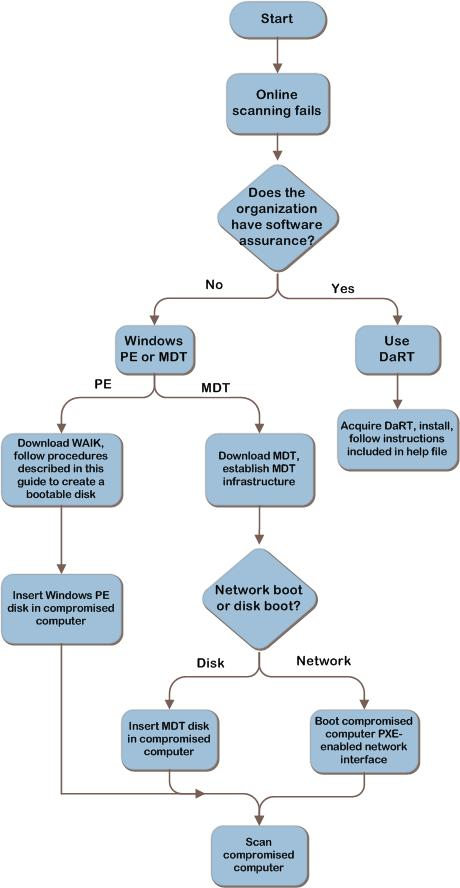 Start
Online
scanning fails
Does the
organization
have software
assurance?
No
Yes
Windows
PE or MDT
Use
DaRT
PE
MDT
Acquire DaRT, install,
follow instructions
included in help file
Download WAIK,
follow procedures
described in this
guide to create a
bootable disk
Download MDT,
establish MDT
infrastructure
Insert Windows PE
disk in compromised
computer
Network boot
or disk boot?
Disk
Network
Insert MDT disk
in compromised
computer
Boot compromised
computer PXE-
enabled network
interface
Scan
compromised
computer